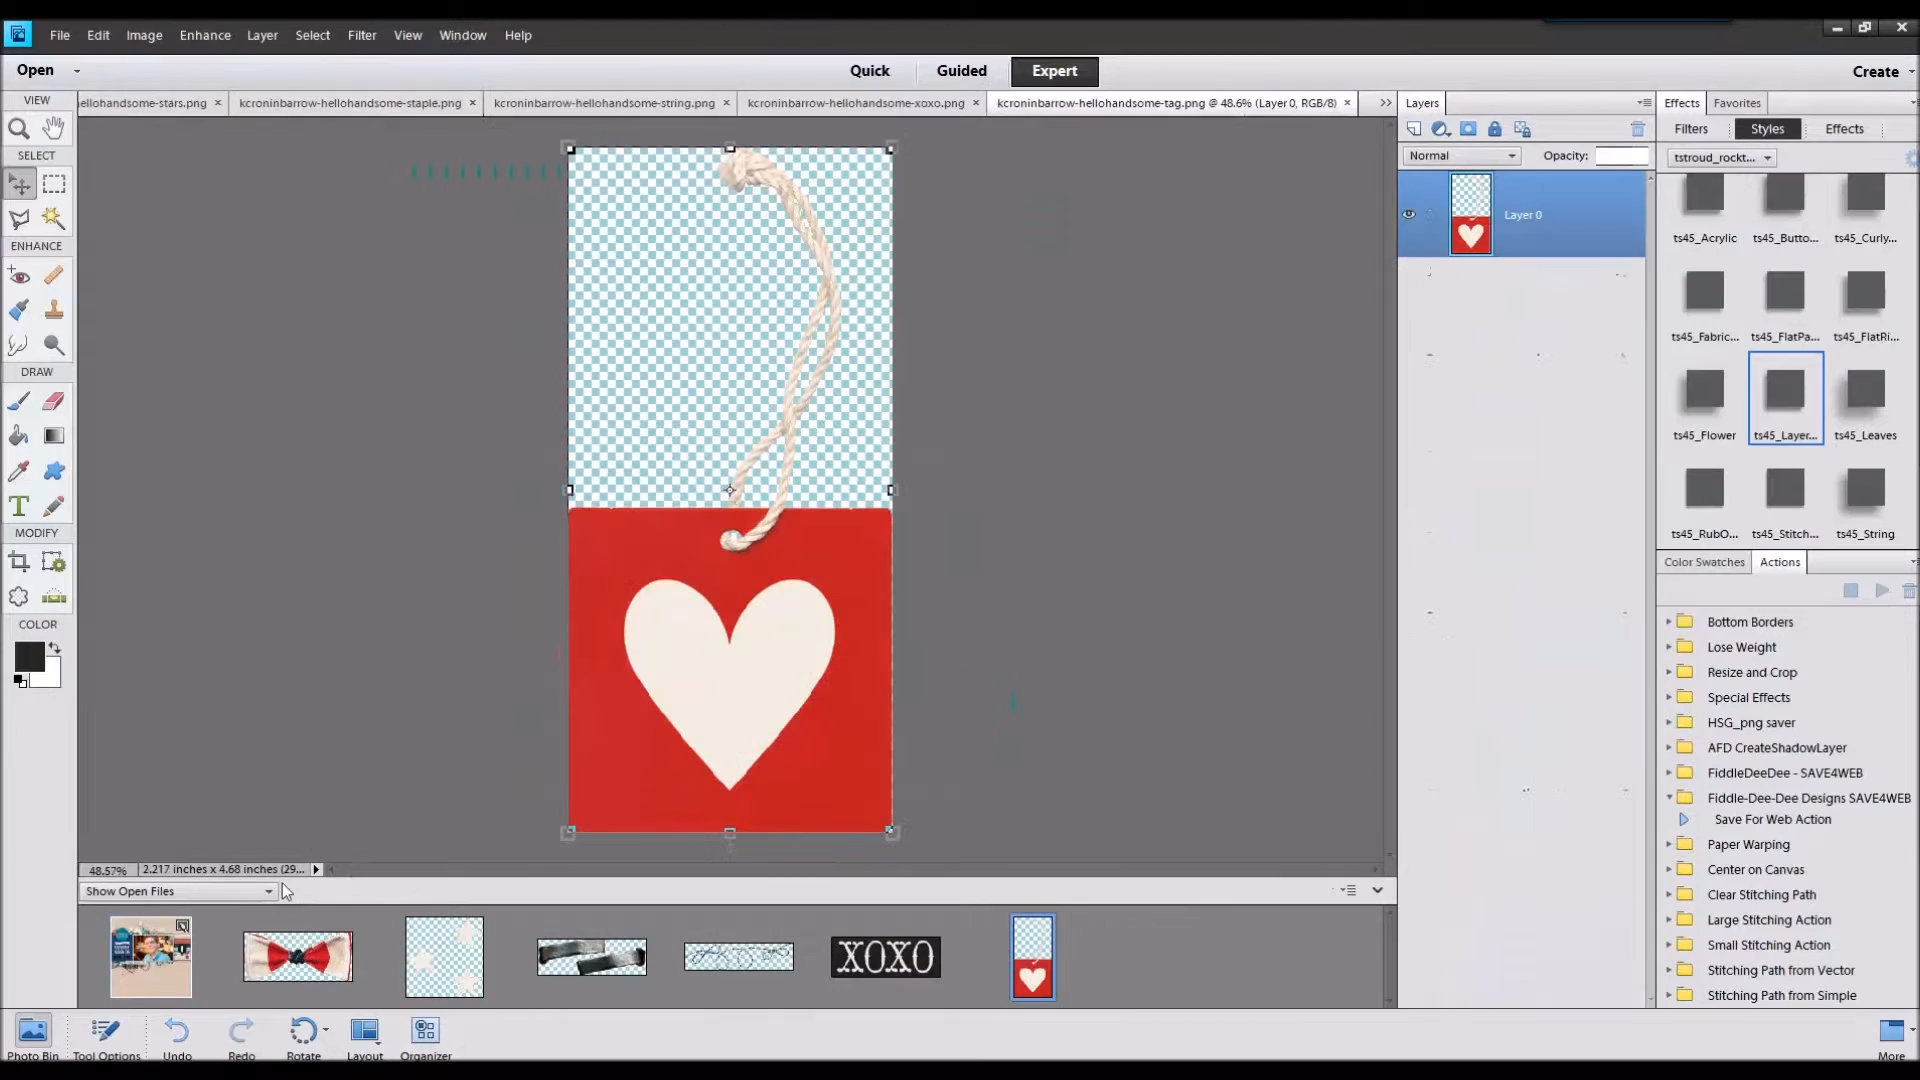 File Edit Image Enhance Layer Select Filter View Window Help
Open Quick Guided Expert Create
VIEW
ellohandsome-stars.png × kcroninbarrow-hellohandsome-staple.png × kcroninbarrow-hellohandsome-string.png × kcroninbarrow-hellohandsome-xoxo.png × kcroninbarrow-hellohandsome-tag.png @ 48.6% (Layer 0, RGB/8) ×
Layers
Effects Favorites
Filters Styles Effects
SELECT
Normal Opacity:
tstroud_rockt...
Layer 0
ts45_Acrylic ts45_Butto... ts45_Curly...
ENHANCE
ts45_Fabric... ts45_FlatPa... ts45_FlatRi...
DRAW
ts45_Flower ts45_Layer... ts45_Leaves
T
MODIFY
ts45_RubO... ts45_Stitch... ts45_String
Color Swatches Actions
COLOR
Bottom Borders
Lose Weight
Resize and Crop
Special Effects
HSG_png saver
AFD CreateShadowLayer
FiddleDeeDee - SAVE4WEB
Fiddle-Dee-Dee Designs SAVE4WEB
Save For Web Action
Paper Warping
Center on Canvas
Clear Stitching Path
Large Stitching Action
Small Stitching Action
Stitching Path from Vector
Stitching Path from Simple
48.57% 2.217 inches x 4.68 inches (29...
Show Open Files
XOXO
Photo Bin Tool Options Undo Redo Rotate Layout Organizer More